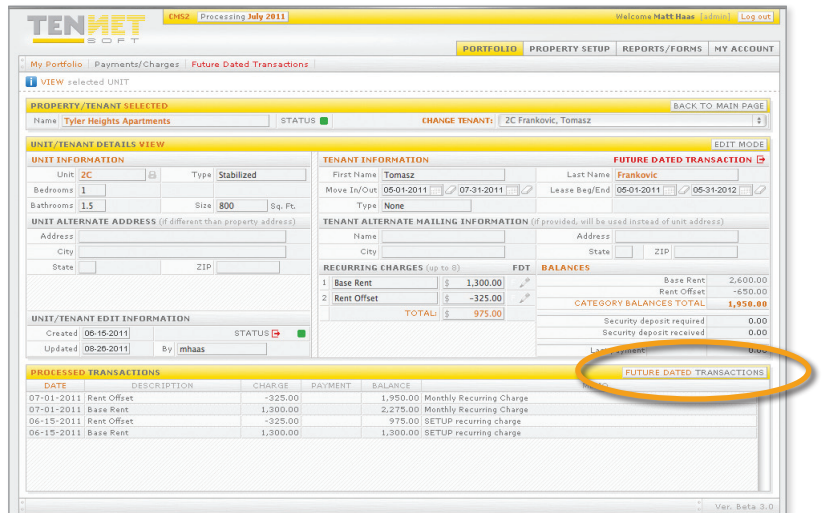 TENNET
SOFT
CMS2 Processing July 2011
Welcome Matt Haas [admin] Log out
PORTFOLIO PROPERTY SETUP REPORTS/FORMS MY ACCOUNT
My Portfolio Payments/Charges Future Dated Transactions
i VIEW selected UNIT
PROPERTY/TENANT SELECTED BACK TO MAIN PAGE
Name Tyler Heights Apartments STATUS CHANGE TENANT: 2C Frankovic, Tomasz
UNIT/TENANT DETAILS VIEW EDIT MODE
UNIT INFORMATION TENANT INFORMATION FUTURE DATED TRANSACTION
Unit 2C Type Stabilized First Name Tomasz Last Name Frankovic
Bedrooms 1 Move In/Out 05-01-2011 07-31-2011 Lease Beg/End 05-01-2011 05-31-2012
Bathrooms 1.5 Size 800 Sq. Ft. Type None
UNIT ALTERNATE ADDRESS (if different than property address) TENANT ALTERNATE MAILING INFORMATION (if provided, will be used instead of unit address)
Address Name Address
City City State ZIP
State ZIP RECURRING CHARGES (up to 8) FDT BALANCES
1 Base Rent $ 1,300.00 Base Rent 2,600.00
2 Rent Offset $ -325.00 Rent Offset -650.00
TOTAL: $ 975.00 CATEGORY BALANCES TOTAL 1,950.00
UNIT/TENANT EDIT INFORMATION Security deposit required 0.00
Created 06-15-2011 STATUS Security deposit received 0.00
Updated 08-26-2011 By mhaas Last Payment 0.00
PROCESSED TRANSACTIONS FUTURE DATED TRANSACTIONS
DATE DESCRIPTION CHARGE PAYMENT BALANCE
07-01-2011 Rent Offset -325.00 1,950.00 Monthly Recurring Charge
07-01-2011 Base Rent 1,300.00 2,275.00 Monthly Recurring Charge
06-15-2011 Rent Offset -325.00 975.00 SETUP recurring charge
06-15-2011 Base Rent 1,300.00 1,300.00 SETUP recurring charge
Ver. Beta 3.0